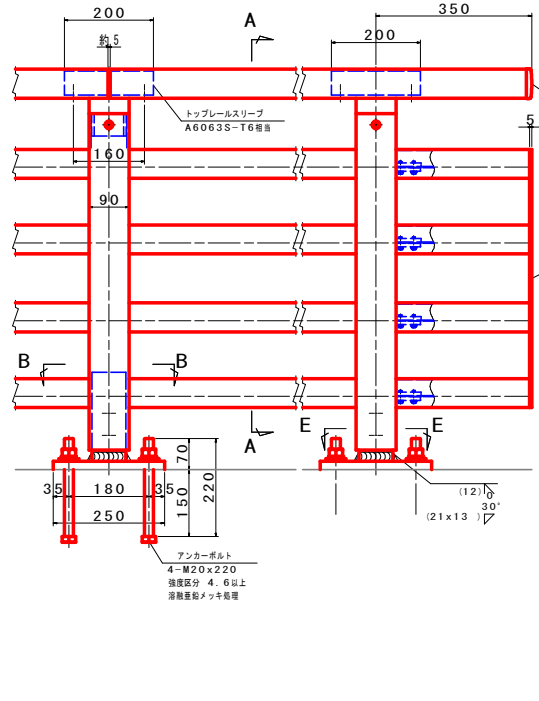 350
200
A
約 5
200
トップレールスリーブ
A6063S-T6相当
5
160
90
B
B
A
E
E
35
180
35
250
70
150
220
(12)
30°
(21x13 )
アンカーボルト
4-M20x220
強度区分 4.6以上
溶融亜鉛メッキ処理